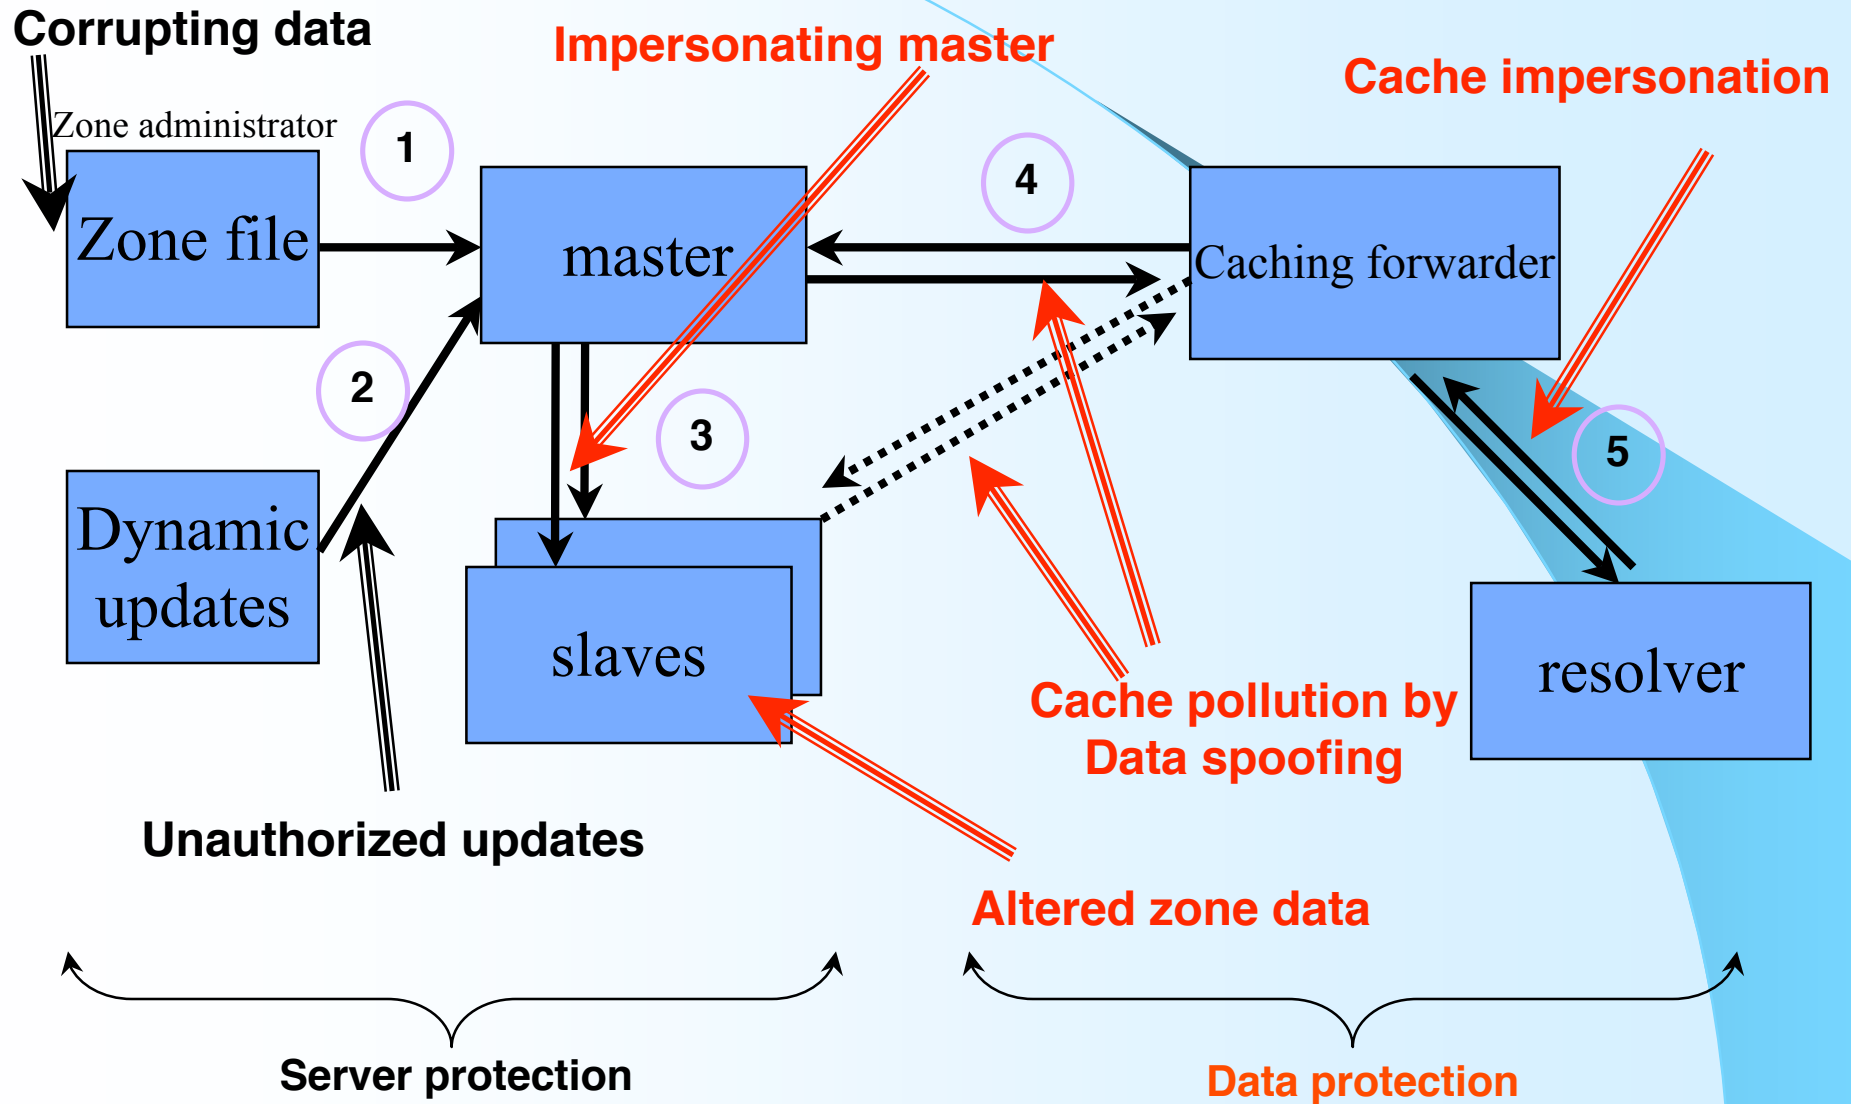 Corrupting data
Impersonating master
Cache impersonation
Zone administrator
1
4
Zone file
master
Caching forwarder
2
3
5
Dynamic
updates
slaves
resolver
Cache pollution by
Data spoofing
Unauthorized updates
Altered zone data
Server protection
Data protection